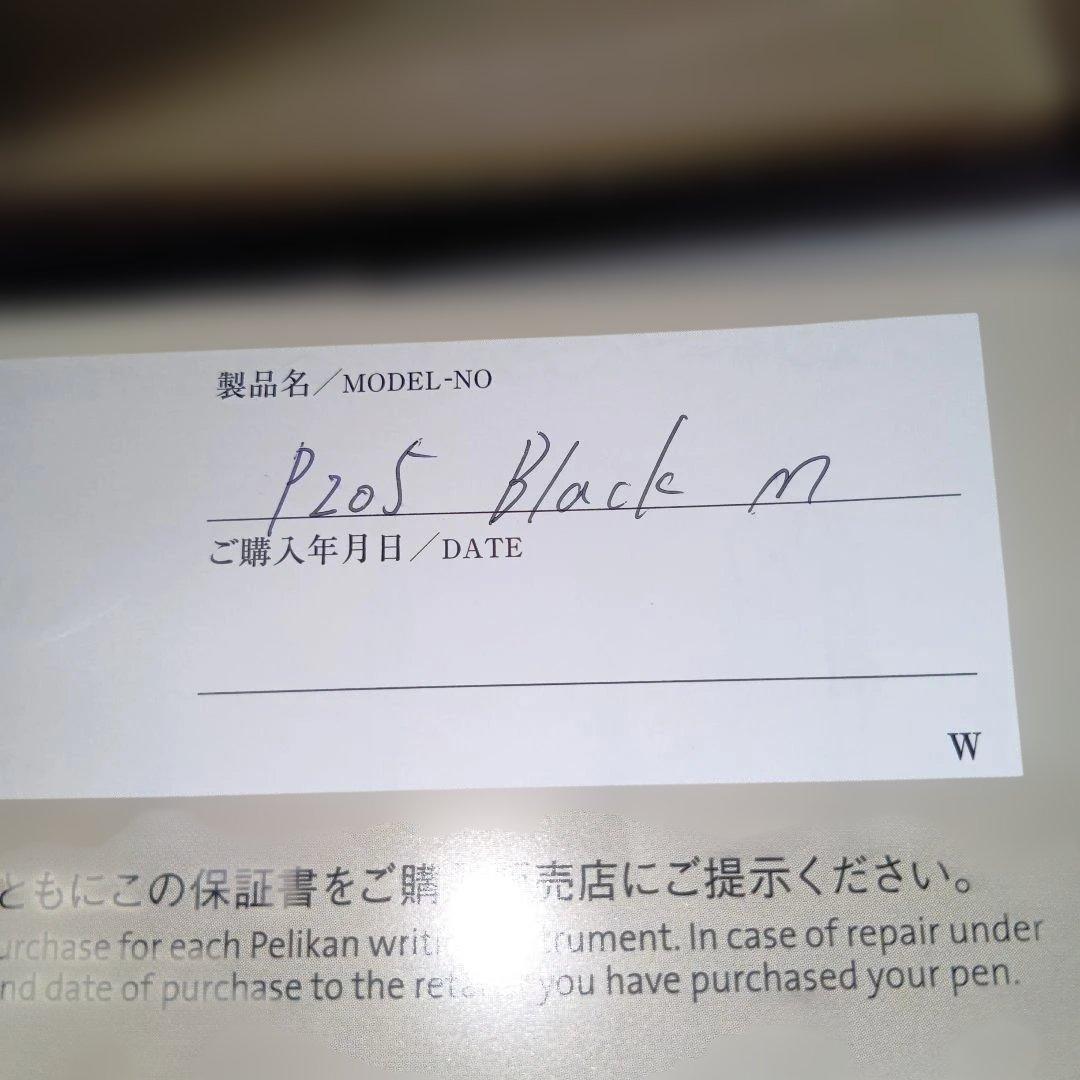 製品名／MODEL-NO
P205 Black M
ご購入年月日／DATE
W
ともにこの保証書をご購 売店にご提示ください。
urchase for each Pelikan writi trument. In case of repair under
nd date of purchase to the reta you have purchased your pen.